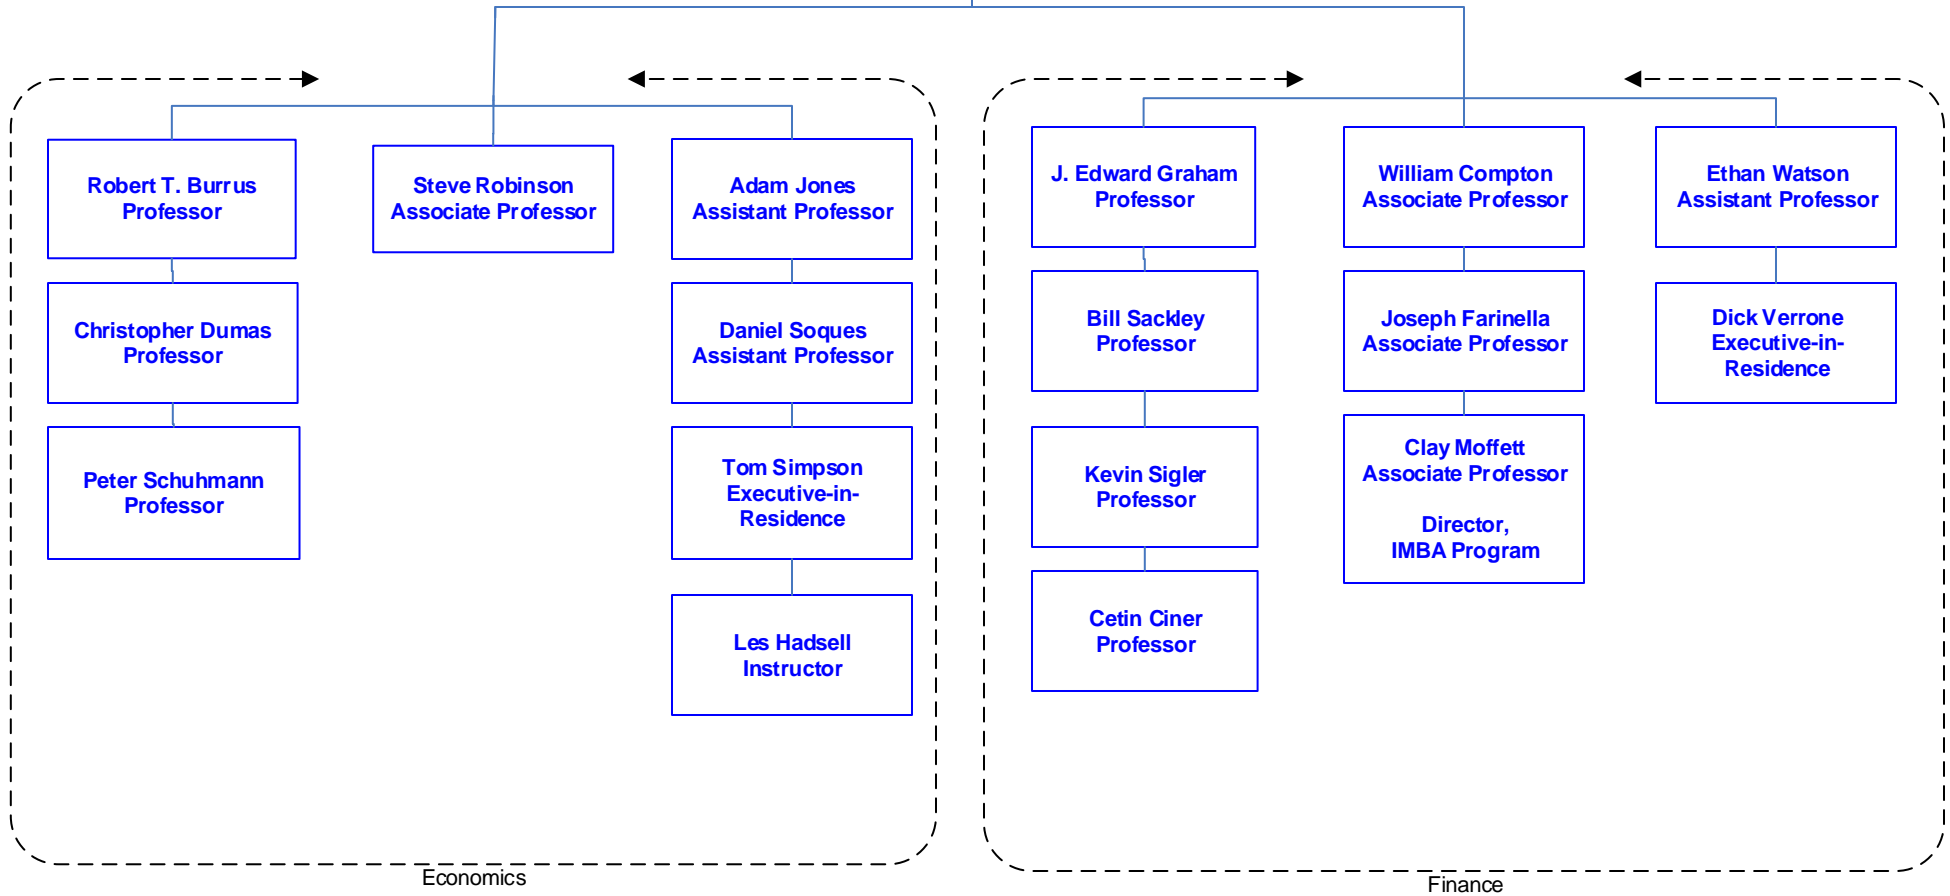 Robert T. Burrus
Professor
Christopher Dumas
Professor
Peter Schuhmann
Professor
Steve Robinson
Associate Professor
Adam Jones
Assistant Professor
Daniel Soques
Assistant Professor
Tom Simpson
Executive-in-
Residence
Les Hadsell
Instructor
Economics
J. Edward Graham
Professor
Bill Sackley
Professor
Kevin Sigler
Professor
Cetin Ciner
Professor
William Compton
Associate Professor
Joseph Farinella
Associate Professor
Clay Moffett
Associate Professor
Director,
IMBA Program
Ethan Watson
Assistant Professor
Dick Verrone
Executive-in-
Residence
Finance